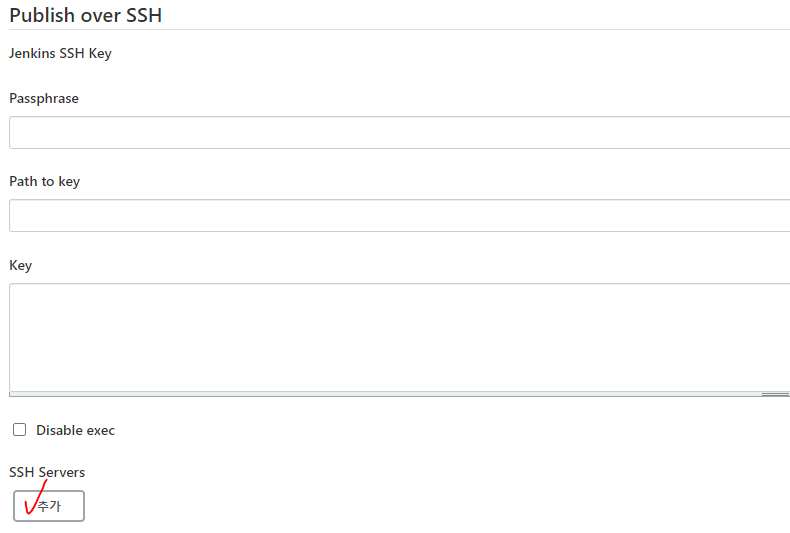 Publish over SSH
Jenkins SSH Key
Passphrase
Path to key
Key
Disable exec
SSH Servers
추가